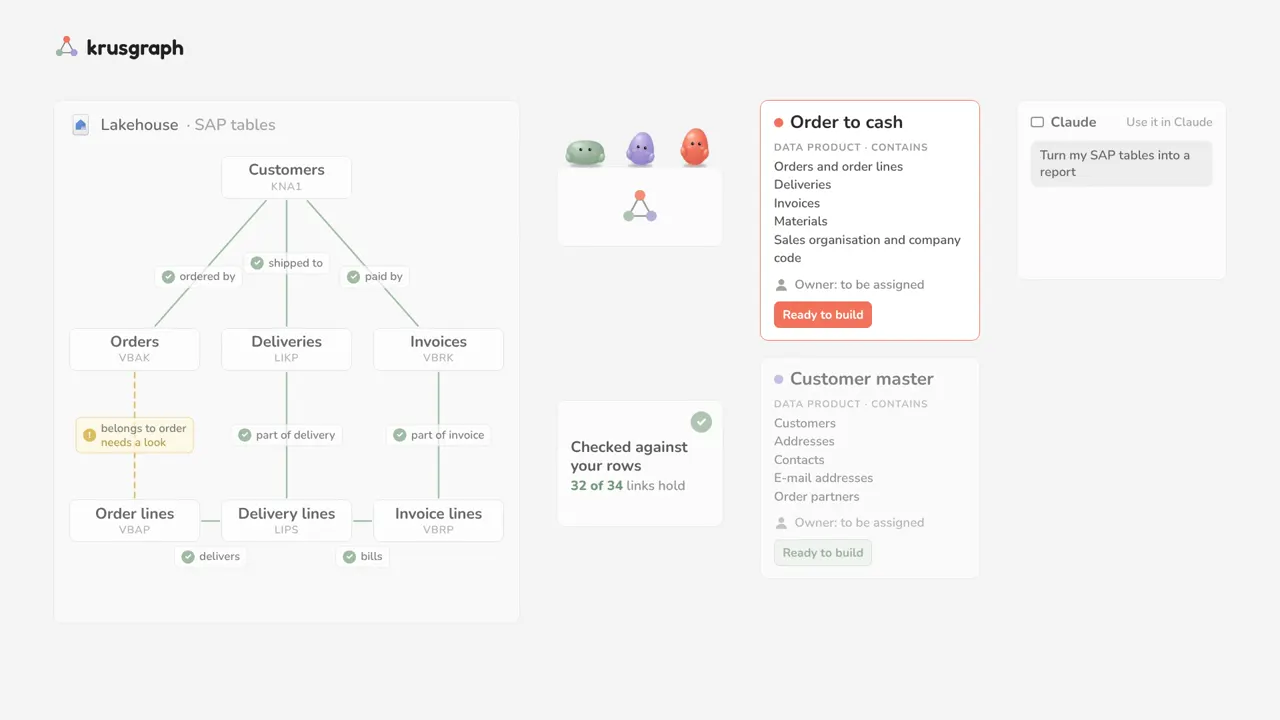 krusgraph
Lakehouse · SAP tables
Customers
KNA1
ordered by
shipped to
paid by
Orders
VBAK
Deliveries
LIKP
Invoices
VBRK
belongs to order
needs a look
part of delivery
part of invoice
Order lines
VBAP
Delivery lines
LIPS
Invoice lines
VBRP
delivers
bills
Checked against
your rows
32 of 34 links hold
Order to cash
DATA PRODUCT · CONTAINS
Orders and order lines
Deliveries
Invoices
Materials
Sales organisation and company
code
Owner: to be assigned
Ready to build
Customer master
DATA PRODUCT · CONTAINS
Customers
Addresses
Contacts
E-mail addresses
Order partners
Owner: to be assigned
Ready to build
Claude
Use it in Claude
Turn my SAP tables into a
report